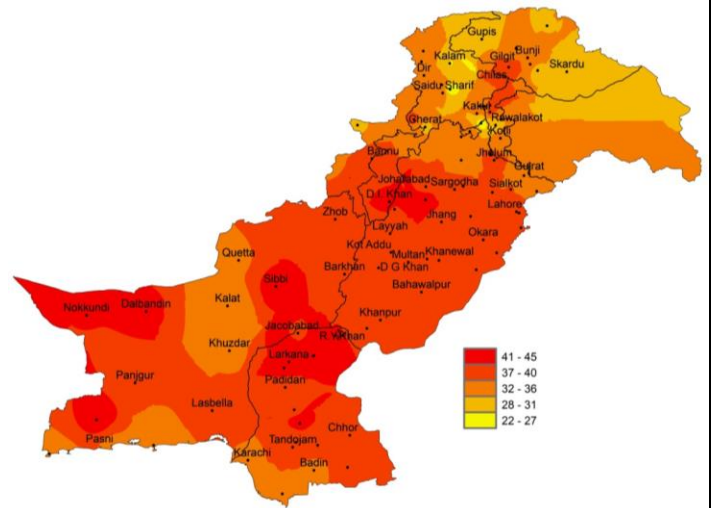 Gupis
Kalam
Gilgit
Bunji
Skardu
Dir
Chilas
Saidu Sharif
Kakul
Rawalakot
Gherat
Kotli
Bannu
Jhelum
Gujrat
Joharabad
Sargodha
Sialkot
D.I. Khan
Lahore
Zhob
Jhang
Layyah
Okara
Kot Addu
Quetta
Multan
Khanewal
Barkhan
D G Khan
Sibbi
Bahawalpur
Nokkundi
Dalbandin
Kalat
Khanpur
Jacobabad
R. Y. Khan
Khuzdar
Larkana
Panjgur
Padidan
Lasbella
Chhor
Pasni
Tandojam
Karachi
Badin
41 - 45
37 - 40
32 - 36
28 - 31
22 - 27